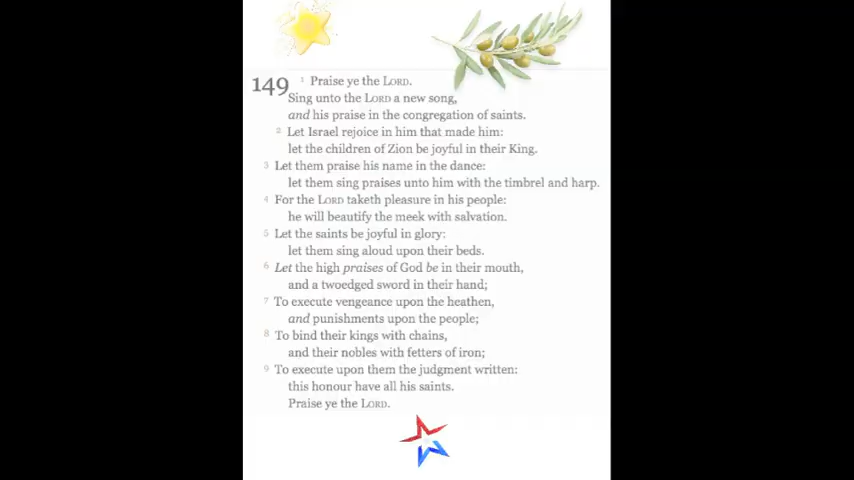 149 1 Praise ye the LORD.
Sing unto the LORD a new song,
and his praise in the congregation of saints.
2 Let Israel rejoice in him that made him:
let the children of Zion be joyful in their King.
3 Let them praise his name in the dance:
let them sing praises unto him with the timbrel and harp.
4 For the LORD taketh pleasure in his people:
he will beautify the meek with salvation.
5 Let the saints be joyful in glory:
let them sing aloud upon their beds.
6 Let the high praises of God be in their mouth,
and a twoedged sword in their hand;
7 To execute vengeance upon the heathen,
and punishments upon the people;
8 To bind their kings with chains,
and their nobles with fetters of iron;
9 To execute upon them the judgment written:
this honour have all his saints.
Praise ye the LORD.